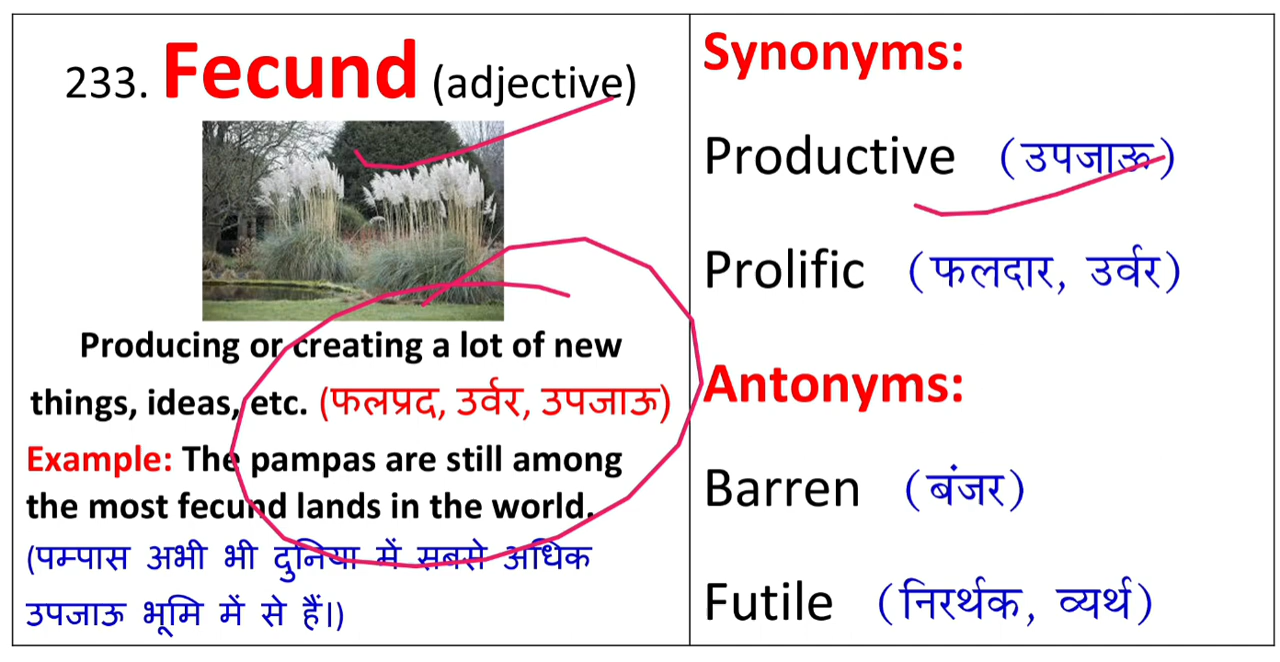 233. Fecund (adjective)
Producing or creating a lot of new
things, ideas, etc. (फलप्रद, उर्वर, उपजाऊ)
Example: The pampas are still among
the most fecund lands in the world.
(पम्पास अभी भी दुनिया में सबसे अधिक
उपजाऊ भूमि में से हैं।)
Synonyms:
Productive (उपजाऊ)
Prolific (फलदार, उर्वर)
Antonyms:
Barren (बंजर)
Futile (निरर्थक, व्यर्थ)